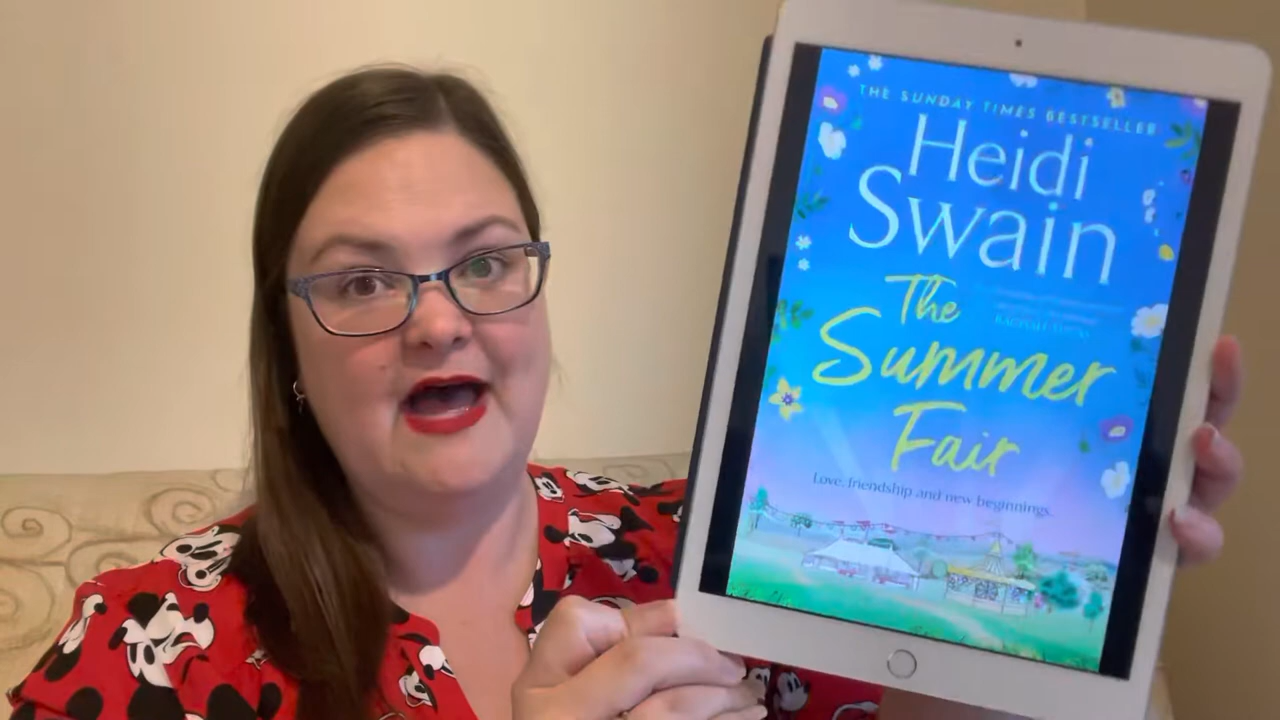 THE SUNDAY TIMES BESTSELLER
Heidi
Swain
The
Summer
Fair
Love, friendship and new beginnings